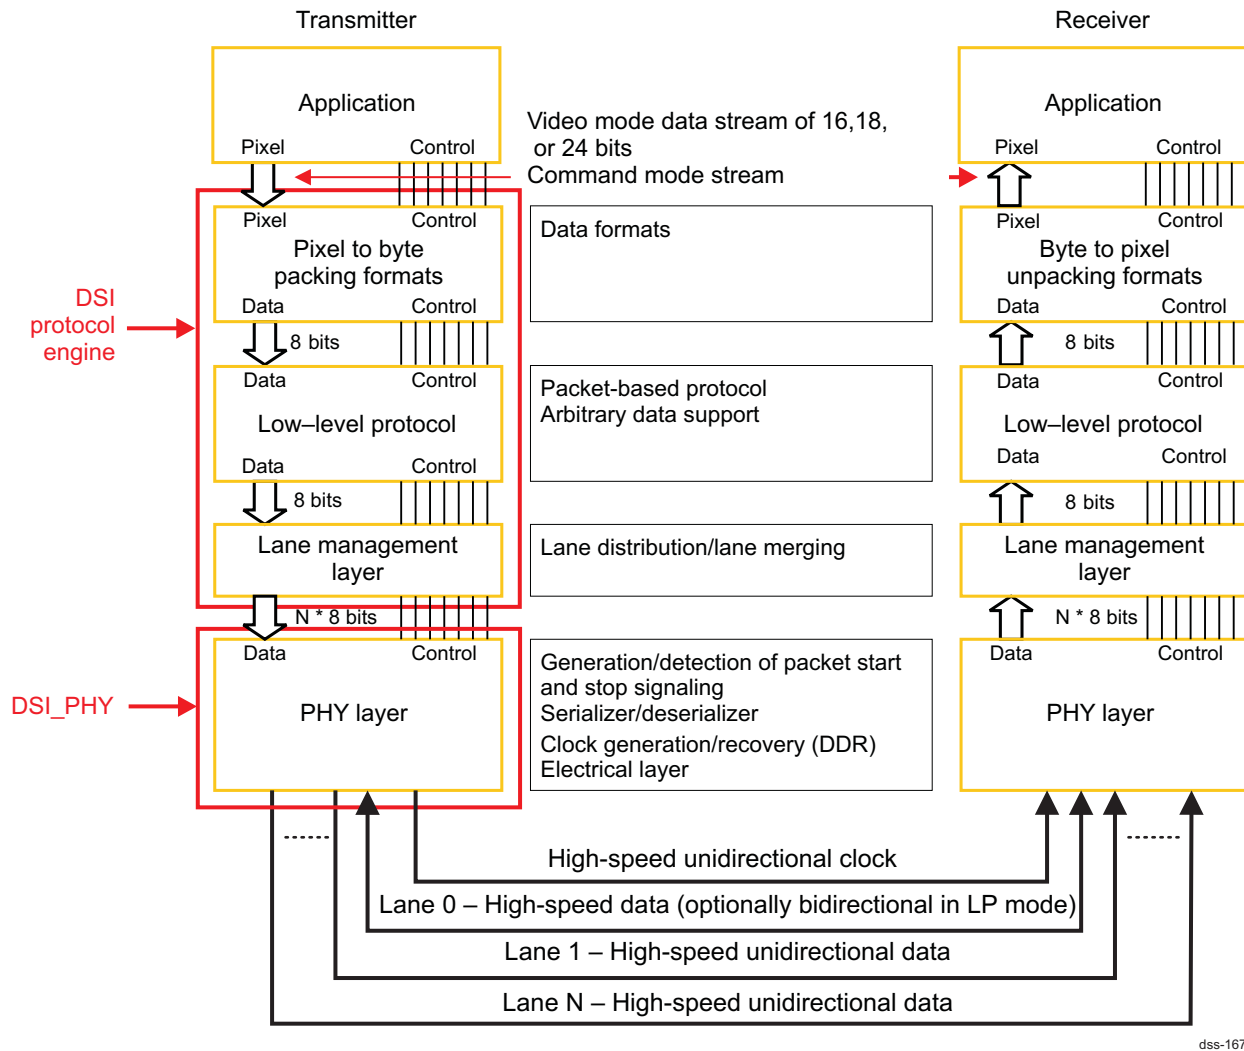 Transmitter
Receiver
Application
Pixel
Control
Video mode data stream of 16,18,
or 24 bits
Command mode stream
Application
Pixel
Control
DSI
protocol
engine
Pixel
Control
Pixel to byte
packing formats
Data
Control
Data formats
Pixel
Control
Byte to pixel
unpacking formats
Data
Control
8 bits
8 bits
Data
Control
Low–level protocol
Data
Control
Packet-based protocol
Arbitrary data support
Data
Control
Low–level protocol
Data
Control
8 bits
8 bits
Lane management
layer
Lane distribution/lane merging
Lane management
layer
N * 8 bits
N * 8 bits
DSI_PHY
Data
Control
PHY layer
Generation/detection of packet start
and stop signaling
Serializer/deserializer
Clock generation/recovery (DDR)
Electrical layer
Data
Control
PHY layer
High-speed unidirectional clock
Lane 0 – High-speed data (optionally bidirectional in LP mode)
Lane 1 – High-speed unidirectional data
Lane N – High-speed unidirectional data
dss-167